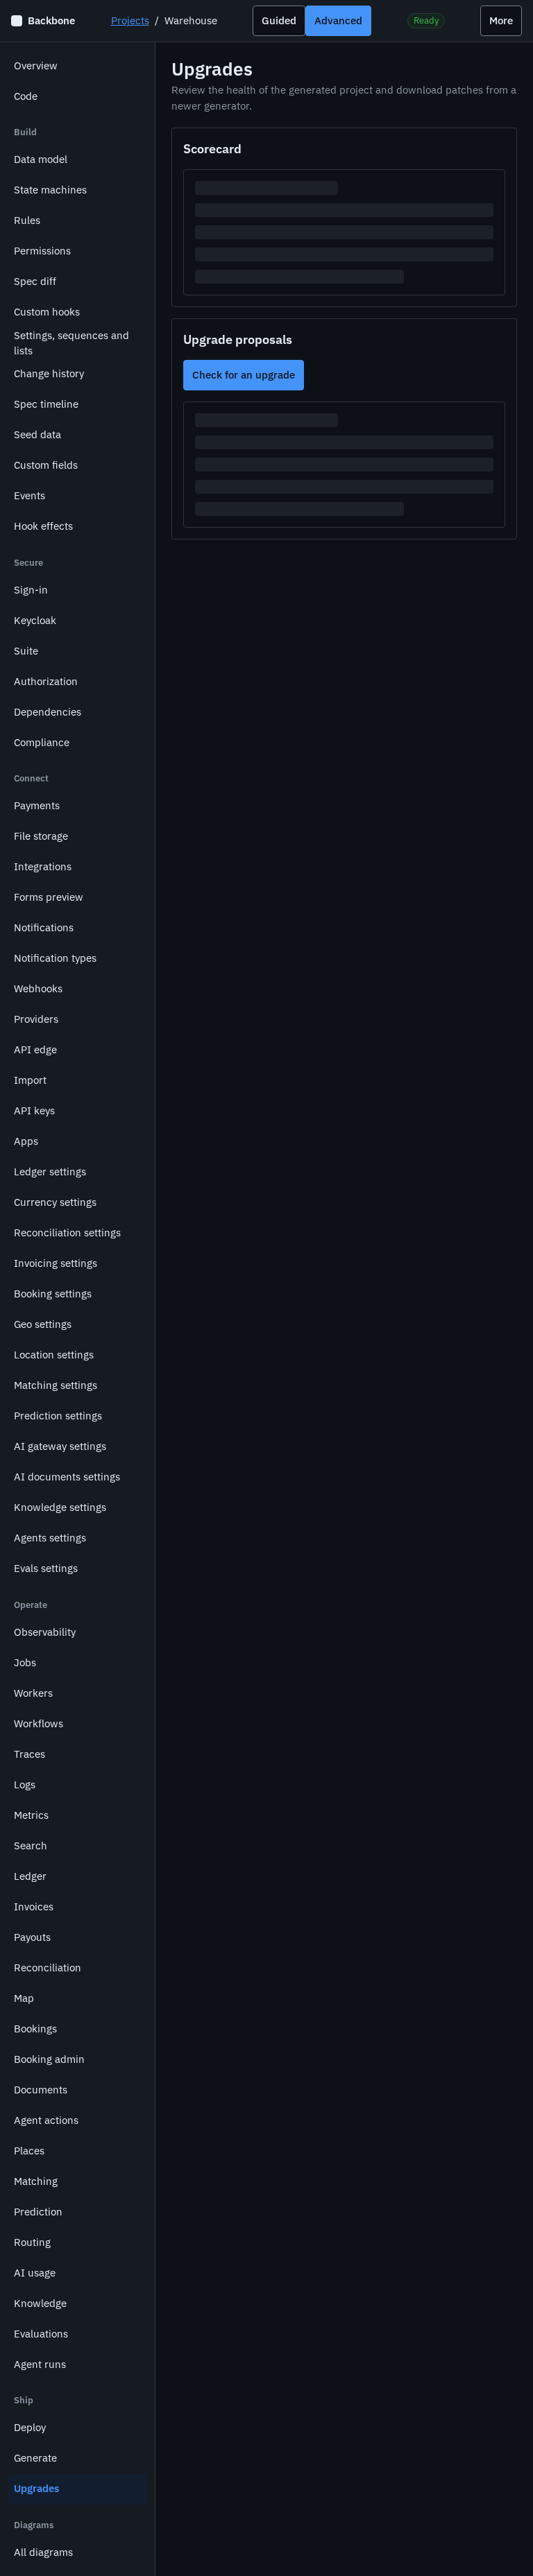 Backbone
Projects / Warehouse
Guided
Advanced
Ready
More
Overview
Code
Build
Data model
State machines
Rules
Permissions
Spec diff
Custom hooks
Settings, sequences and
lists
Change history
Spec timeline
Seed data
Custom fields
Events
Hook effects
Secure
Sign-in
Keycloak
Suite
Authorization
Dependencies
Compliance
Connect
Payments
File storage
Integrations
Forms preview
Notifications
Notification types
Webhooks
Providers
API edge
Import
API keys
Apps
Ledger settings
Currency settings
Reconciliation settings
Invoicing settings
Booking settings
Geo settings
Location settings
Matching settings
Prediction settings
AI gateway settings
AI documents settings
Knowledge settings
Agents settings
Evals settings
Operate
Observability
Jobs
Workers
Workflows
Traces
Logs
Metrics
Search
Ledger
Invoices
Payouts
Reconciliation
Map
Bookings
Booking admin
Documents
Agent actions
Places
Matching
Prediction
Routing
AI usage
Knowledge
Evaluations
Agent runs
Ship
Deploy
Generate
Upgrades
Diagrams
All diagrams
Upgrades
Review the health of the generated project and download patches from a
newer generator.
Scorecard
Upgrade proposals
Check for an upgrade